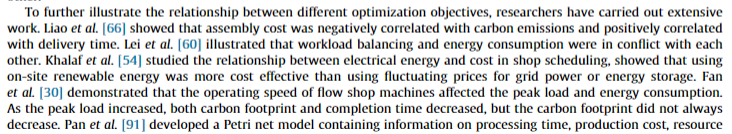 To further illustrate the relationship between different optimization objectives, researchers have carried out extensive
work. Liao et al. [66] showed that assembly cost was negatively correlated with carbon emissions and positively correlated
with delivery time. Lei et al. [60] illustrated that workload balancing and energy consumption were in conflict with each
other. Khalaf et al. [54] studied the relationship between electrical energy and cost in shop scheduling, showed that using
on-site renewable energy was more cost effective than using fluctuating prices for grid power or energy storage. Fan
et al. [30] demonstrated that the operating speed of flow shop machines affected the peak load and energy consumption.
As the peak load increased, both carbon footprint and completion time decreased, but the carbon footprint did not always
decrease. Pan et al. [91] developed a Petri net model containing information on processing time, production cost, resource